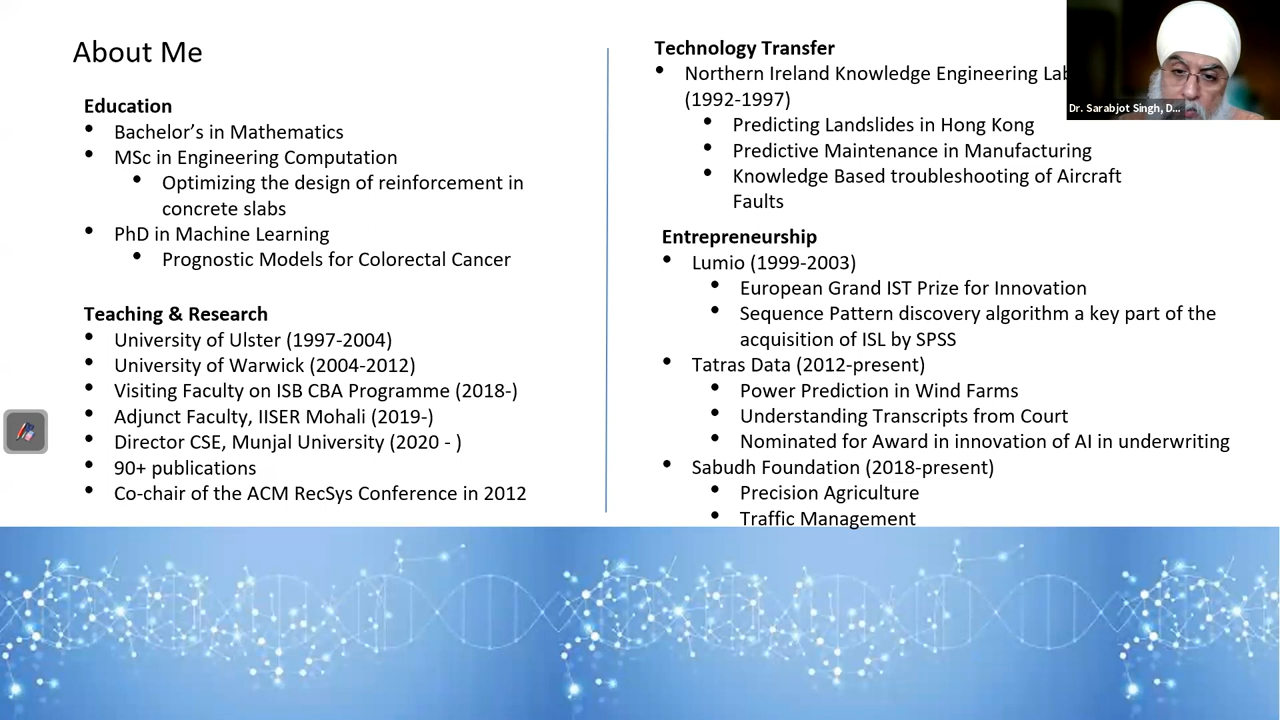 About Me
Education
Bachelor's in Mathematics
MSc in Engineering Computation
Optimizing the design of reinforcement in
concrete slabs
PhD in Machine Learning
Prognostic Models for Colorectal Cancer
Teaching & Research
University of Ulster (1997-2004)
University of Warwick (2004-2012)
Visiting Faculty on ISB CBA Programme (2018-)
Adjunct Faculty, IISER Mohali (2019-)
Director CSE, Munjal University (2020 - )
90+ publications
Co-chair of the ACM RecSys Conference in 2012
Technology Transfer
Northern Ireland Knowledge Engineering
(1992-1997)
Predicting Landslides in Hong Kong
Predictive Maintenance in Manufacturing
Knowledge Based troubleshooting of Aircraft
Faults
Entrepreneurship
Lumio (1999-2003)
European Grand IST Prize for Innovation
Sequence Pattern discovery algorithm a key part of the
acquisition of ISL by SPSS
Tatras Data (2012-present)
Power Prediction in Wind Farms
Understanding Transcripts from Court
Nominated for Award in innovation of AI in underwriting
Sabudh Foundation (2018-present)
Precision Agriculture
Traffic Management
Dr. Sarabjot Singh, D...